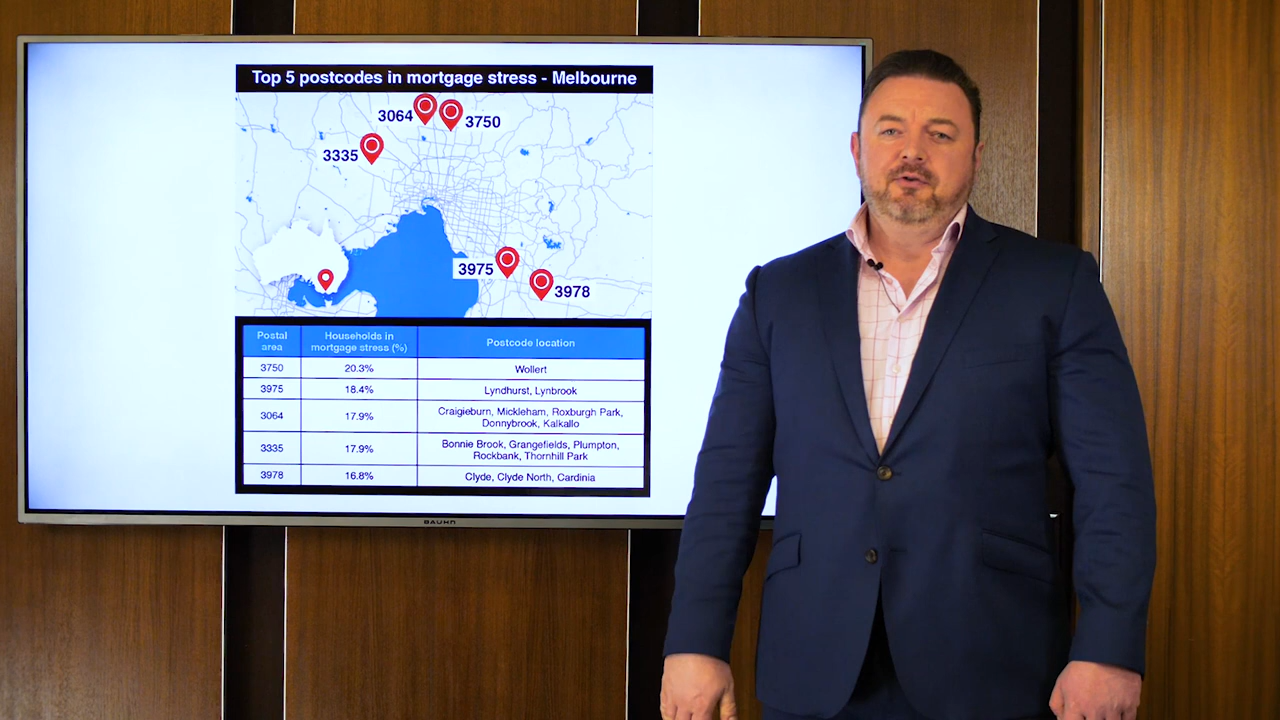 Top 5 postcodes in mortgage stress - Melbourne
3064
3750
3335
3975
3978
Postal area
Households in mortgage stress (%)
Postcode location
3750 20.3% Wollert
3975 18.4% Lyndhurst, Lynbrook
3064 17.9% Craigieburn, Mickleham, Roxburgh Park,
Donnybrook, Kalkallo
3335 17.9% Bonnie Brook, Grangefields, Plumpton,
Rockbank, Thornhill Park
3978 16.8% Clyde, Clyde North, Cardinia
BAUHN